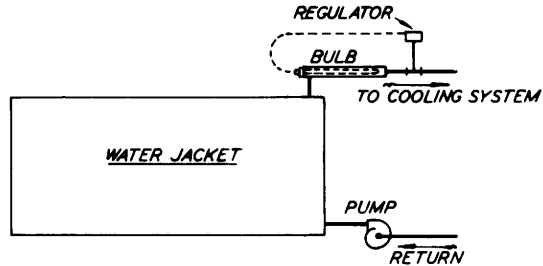 REGULATOR
BULB
TO COOLING SYSTEM
WATER JACKET
PUMP
RETURN